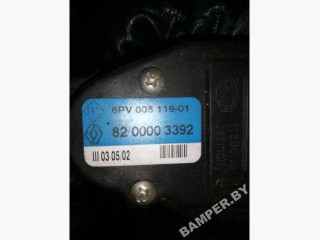 6PV 008 119-01
82 0000 3392
III 03 05/02
BAMPER.BY